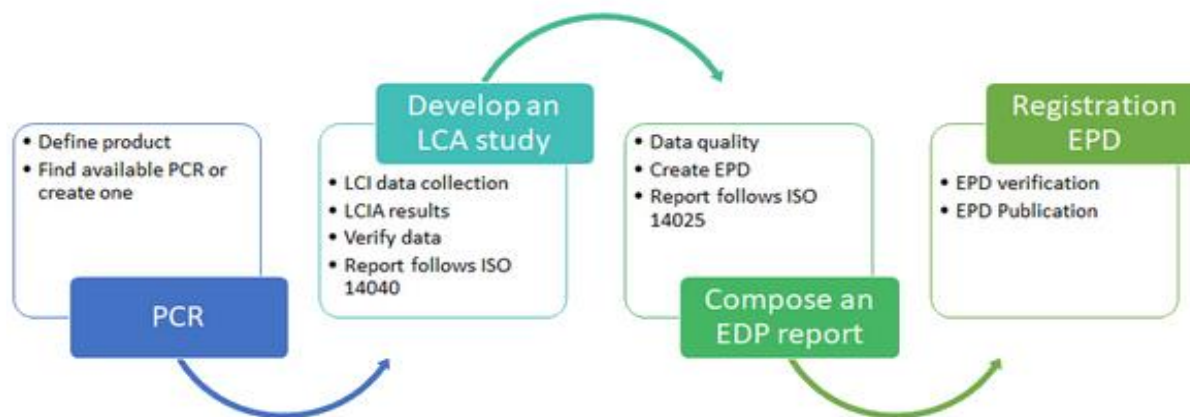 • Define product
• Find available PCR or
create one
PCR
Develop an
LCA study
• LCI data collection
• LCIA results
• Verify data
• Report follows ISO
14040
• Data quality
• Create EPD
• Report follows ISO
14025
Compose an
EDP report
Registration
EPD
• EPD verification
• EPD Publication